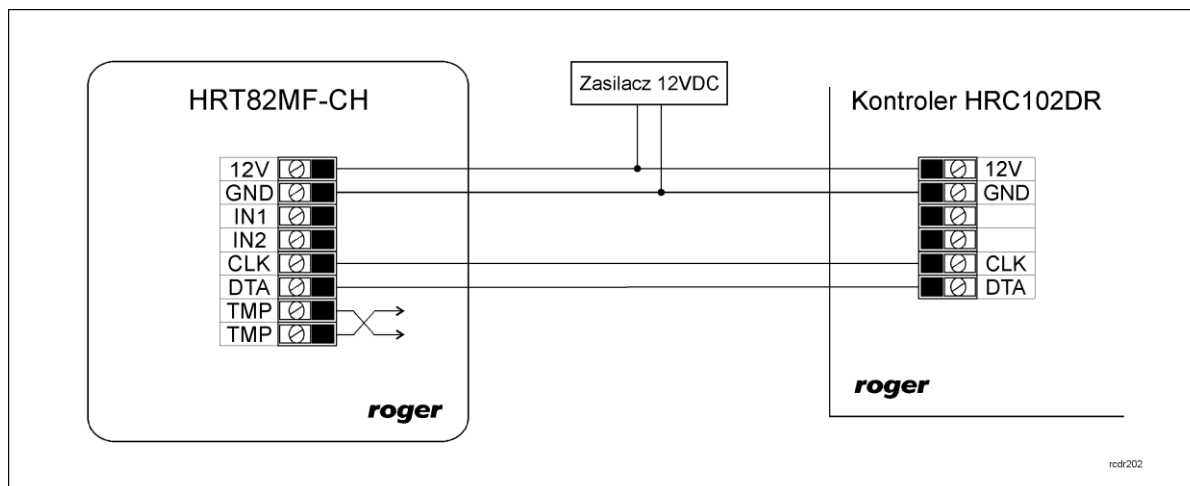 Zasilacz 12VDC
HRT82MF-CH
Kontroler HRC102DR
12V
GND
IN1
IN2
CLK
DTA
TMP
TMP
12V
GND
CLK
DTA
roger
roger
rcdr202